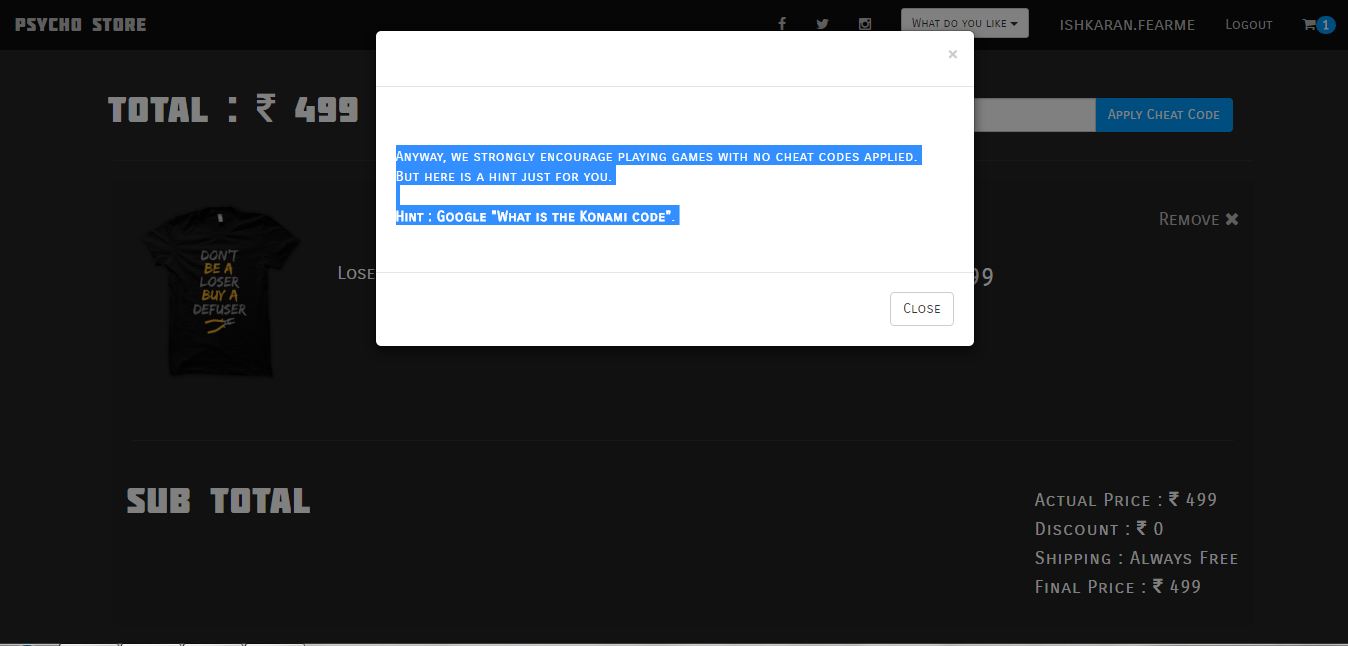 PSYCHO STORE
What do you like
ISHKARAN.FEARME
Logout
1
×
TOTAL : ₹ 499
Apply Cheat Code
Anyway, we strongly encourage playing games with no cheat codes applied.
But here is a hint just for you.
Hint : Google "What is the Konami code".
Remove ✖
DON'T
BE A
LOSER
BUY A
DEFUSER
Lose
99
Close
SUB TOTAL
Actual Price : ₹ 499
Discount : ₹ 0
Shipping : Always Free
Final Price : ₹ 499